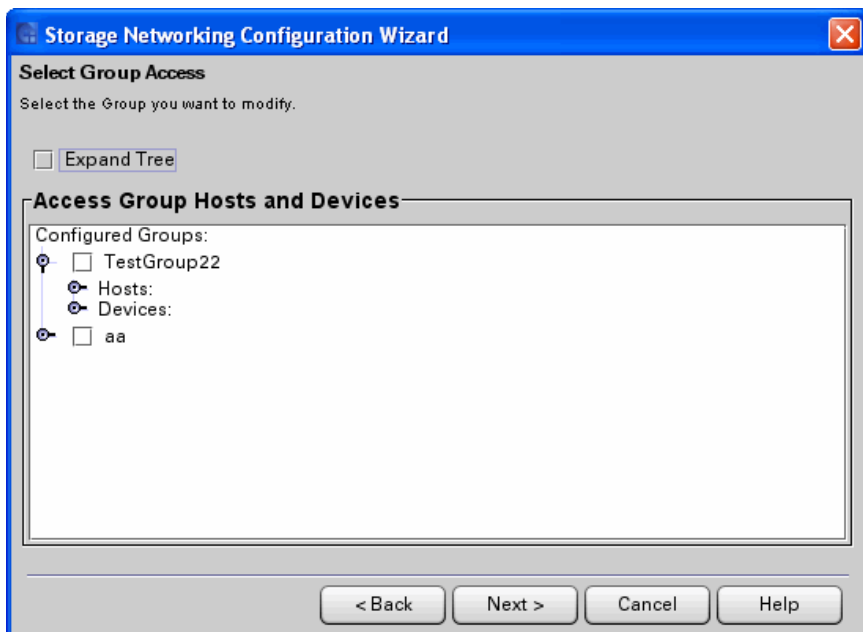 Storage Networking Configuration Wizard
Select Group Access
Select the Group you want to modify.
Expand Tree
Access Group Hosts and Devices
Configured Groups:
TestGroup22
Hosts:
Devices:
aa
< Back Next > Cancel Help